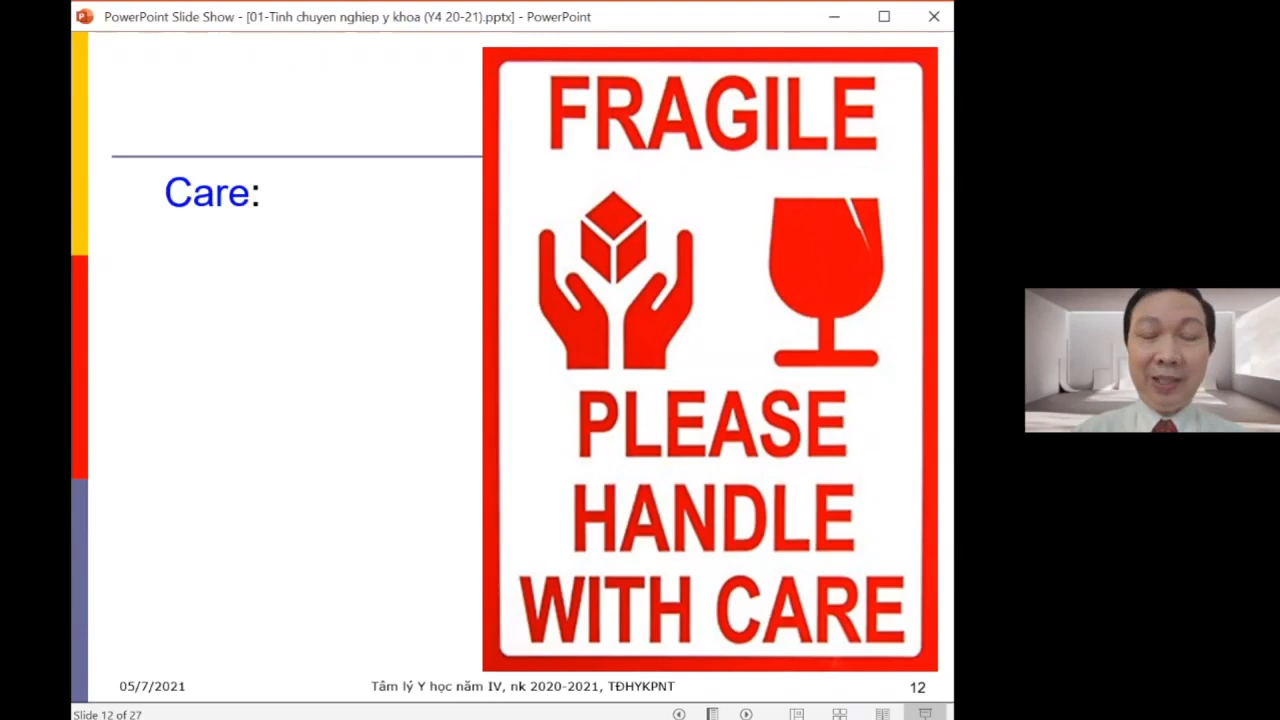 PowerPoint Slide Show - [01-Tinh chuyen nghiep y khoa (Y4 20-21).pptx] - PowerPoint
Care:
FRAGILE
PLEASE
HANDLE
WITH CARE
05/7/2021
Tâm lý Y học năm IV, nk 2020-2021, TĐHYKPNT
12
Slide 12 of 27